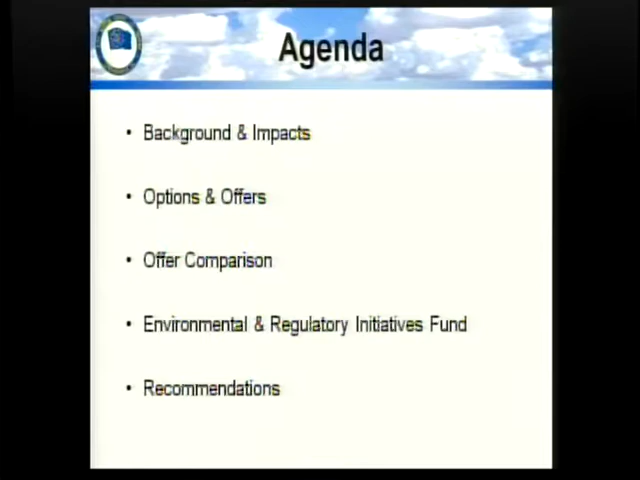 Agenda
• Background & Impacts
• Options & Offers
• Offer Comparison
• Environmental & Regulatory Initiatives Fund
• Recommendations